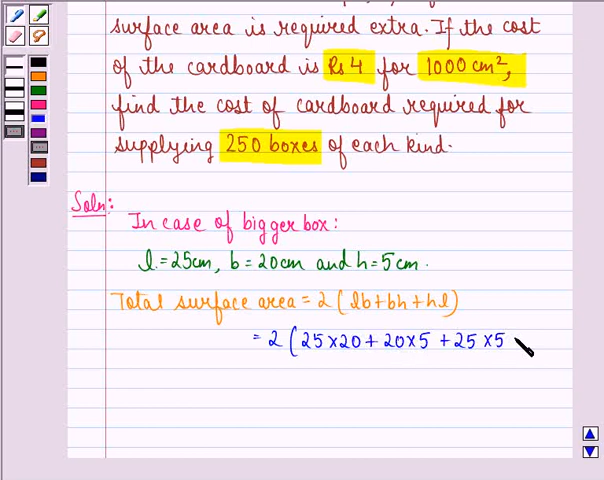 surface area is required extra. If the cost
of the cardboard is Rs 4 for 1000 cm²,
find the cost of cardboard required for
supplying 250 boxes of each kind.
Soln:
In case of bigger box:
l = 25cm, b = 20cm and h = 5 cm.
Total surface area = 2 ( lb + bh + hl )
= 2 ( 25 × 20 + 20 × 5 + 25 × 5